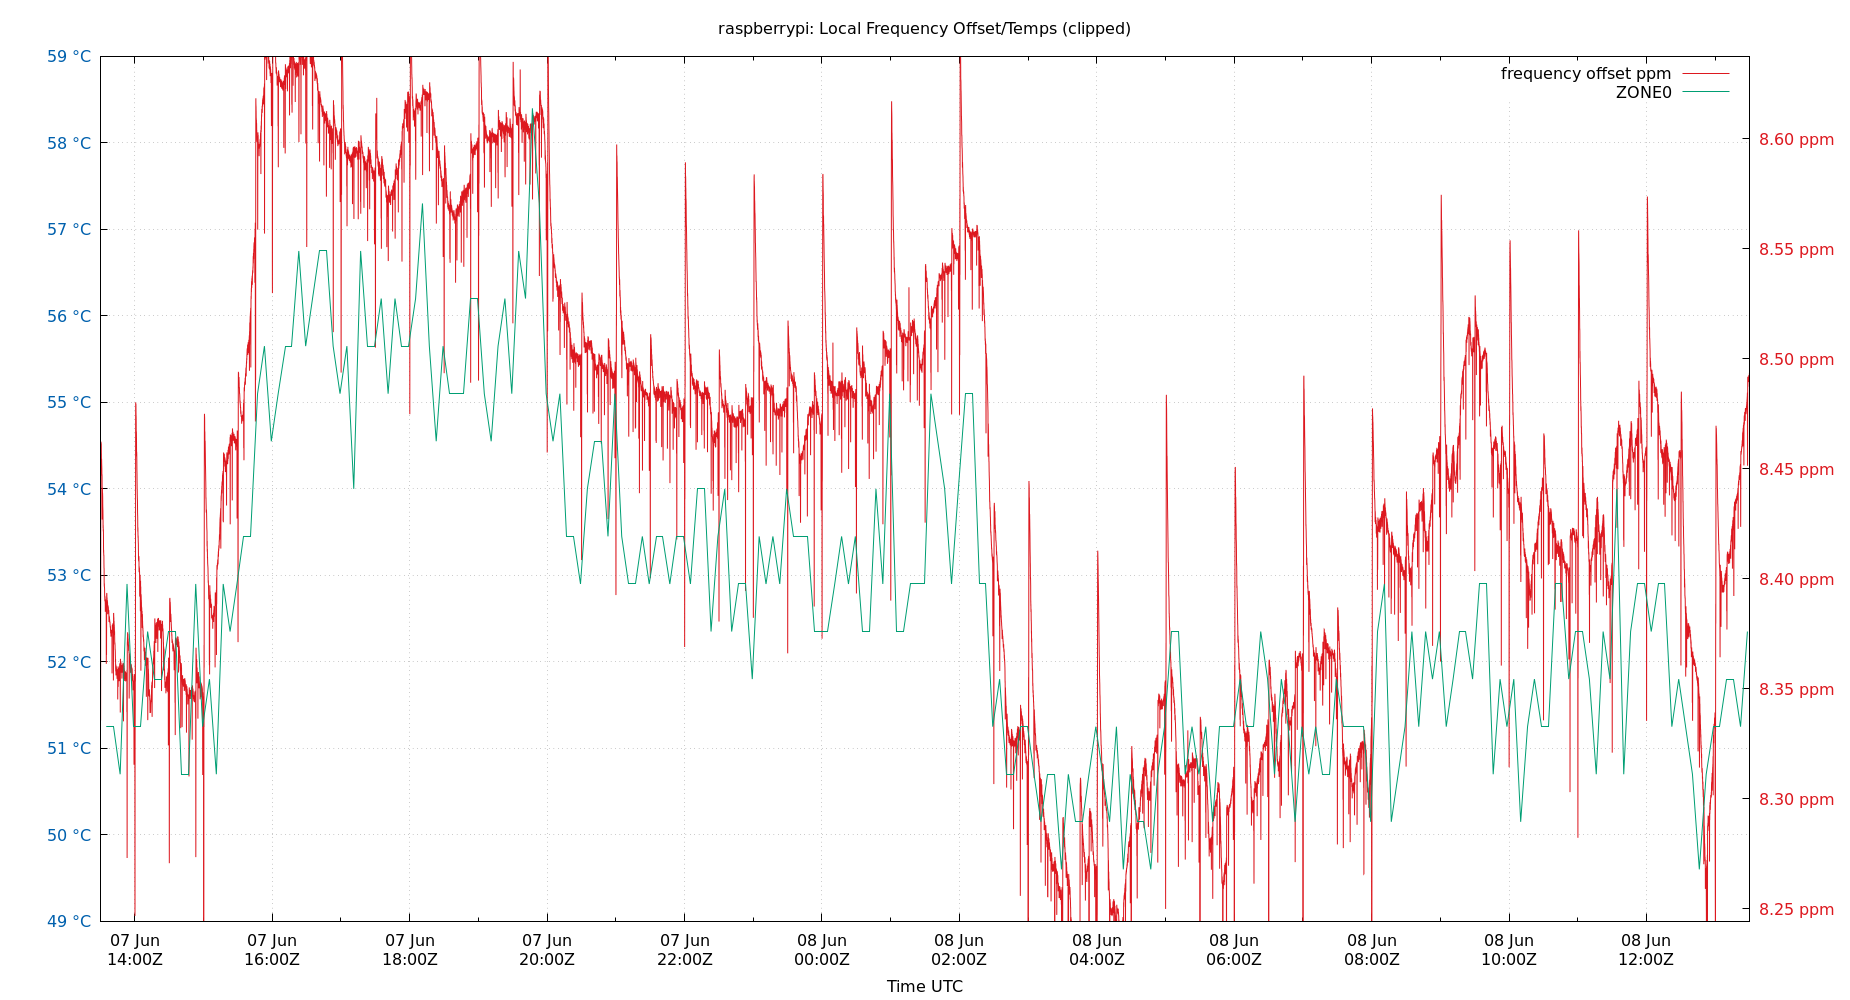 raspberrypi: Local Frequency Offset/Temps (clipped)
frequency offset ppm
ZONE0
59 °C
58 °C
57 °C
56 °C
55 °C
54 °C
53 °C
52 °C
51 °C
50 °C
49 °C
8.60 ppm
8.55 ppm
8.50 ppm
8.45 ppm
8.40 ppm
8.35 ppm
8.30 ppm
8.25 ppm
07 Jun 07 Jun 07 Jun 07 Jun 07 Jun 08 Jun 08 Jun 08 Jun 08 Jun 08 Jun 08 Jun 08 Jun
14:00Z 16:00Z 18:00Z 20:00Z 22:00Z 00:00Z 02:00Z 04:00Z 06:00Z 08:00Z 10:00Z 12:00Z
Time UTC